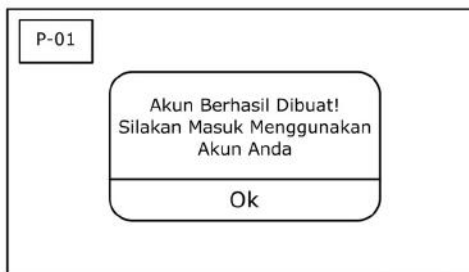 P-01
Akun Berhasil Dibuat!
Silakan Masuk Menggunakan
Akun Anda
Ok